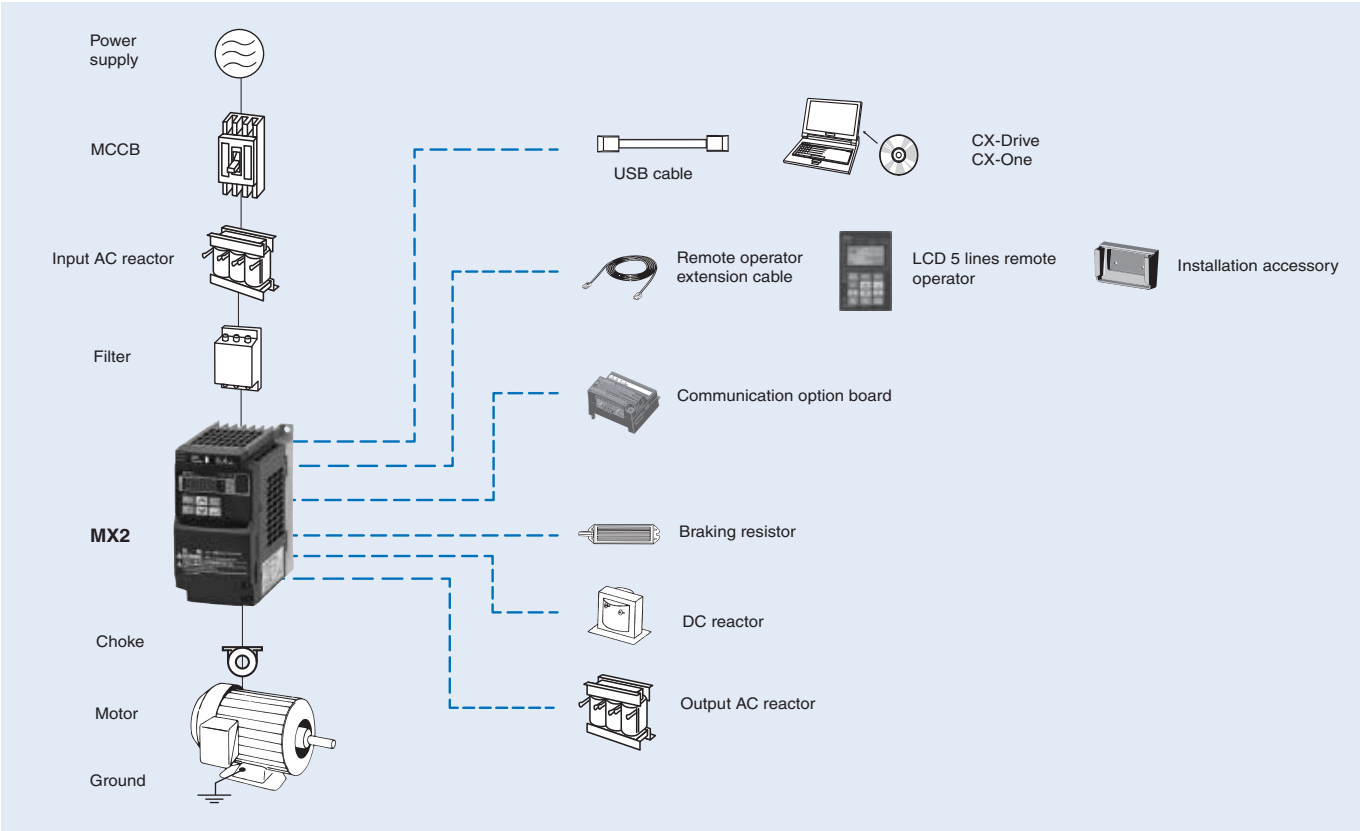 Power
supply
MCCB
USB cable
CX-Drive
CX-One
Input AC reactor
Remote operator
extension cable
LCD 5 lines remote
operator
Installation accessory
Filter
Communication option board
MX2
Braking resistor
DC reactor
Choke
Output AC reactor
Motor
Ground